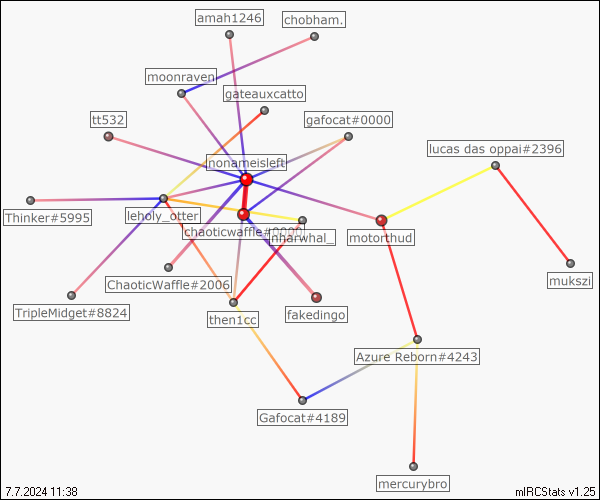 amah1246
chobham.
moonraven
gateauxcatto
tt532
gafocat#0000
lucas das oppai#2396
nonameisleft
Thinker#5995
leholy_otter
chaoticwaffle#0000
nharwhal_
motorthud
ChaoticWaffle#2006
mukszi
TripleMidget#8824
then1cc
fakedingo
Azure Reborn#4243
Gafocat#4189
mercurybro
7.7.2024 11:38
mIRCStats v1.25